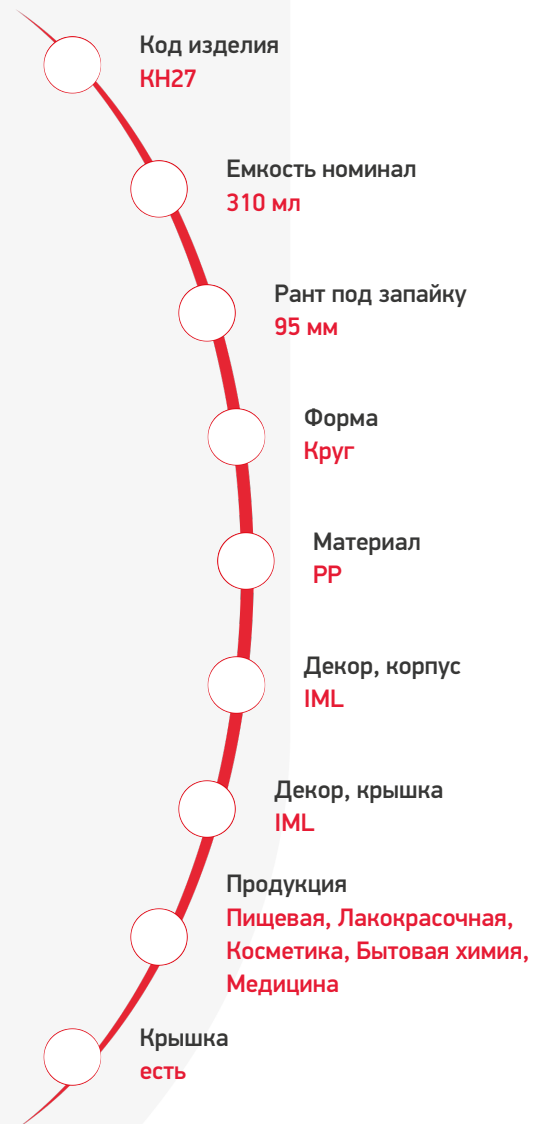 Код изделия
КН27
Емкость номинал
310 мл
Рант под запайку
95 мм
Форма
Круг
Материал
PP
Декор, корпус
IML
Декор, крышка
IML
Продукция
Пищевая, Лакокрасочная,
Косметика, Бытовая химия,
Медицина
Крышка
есть